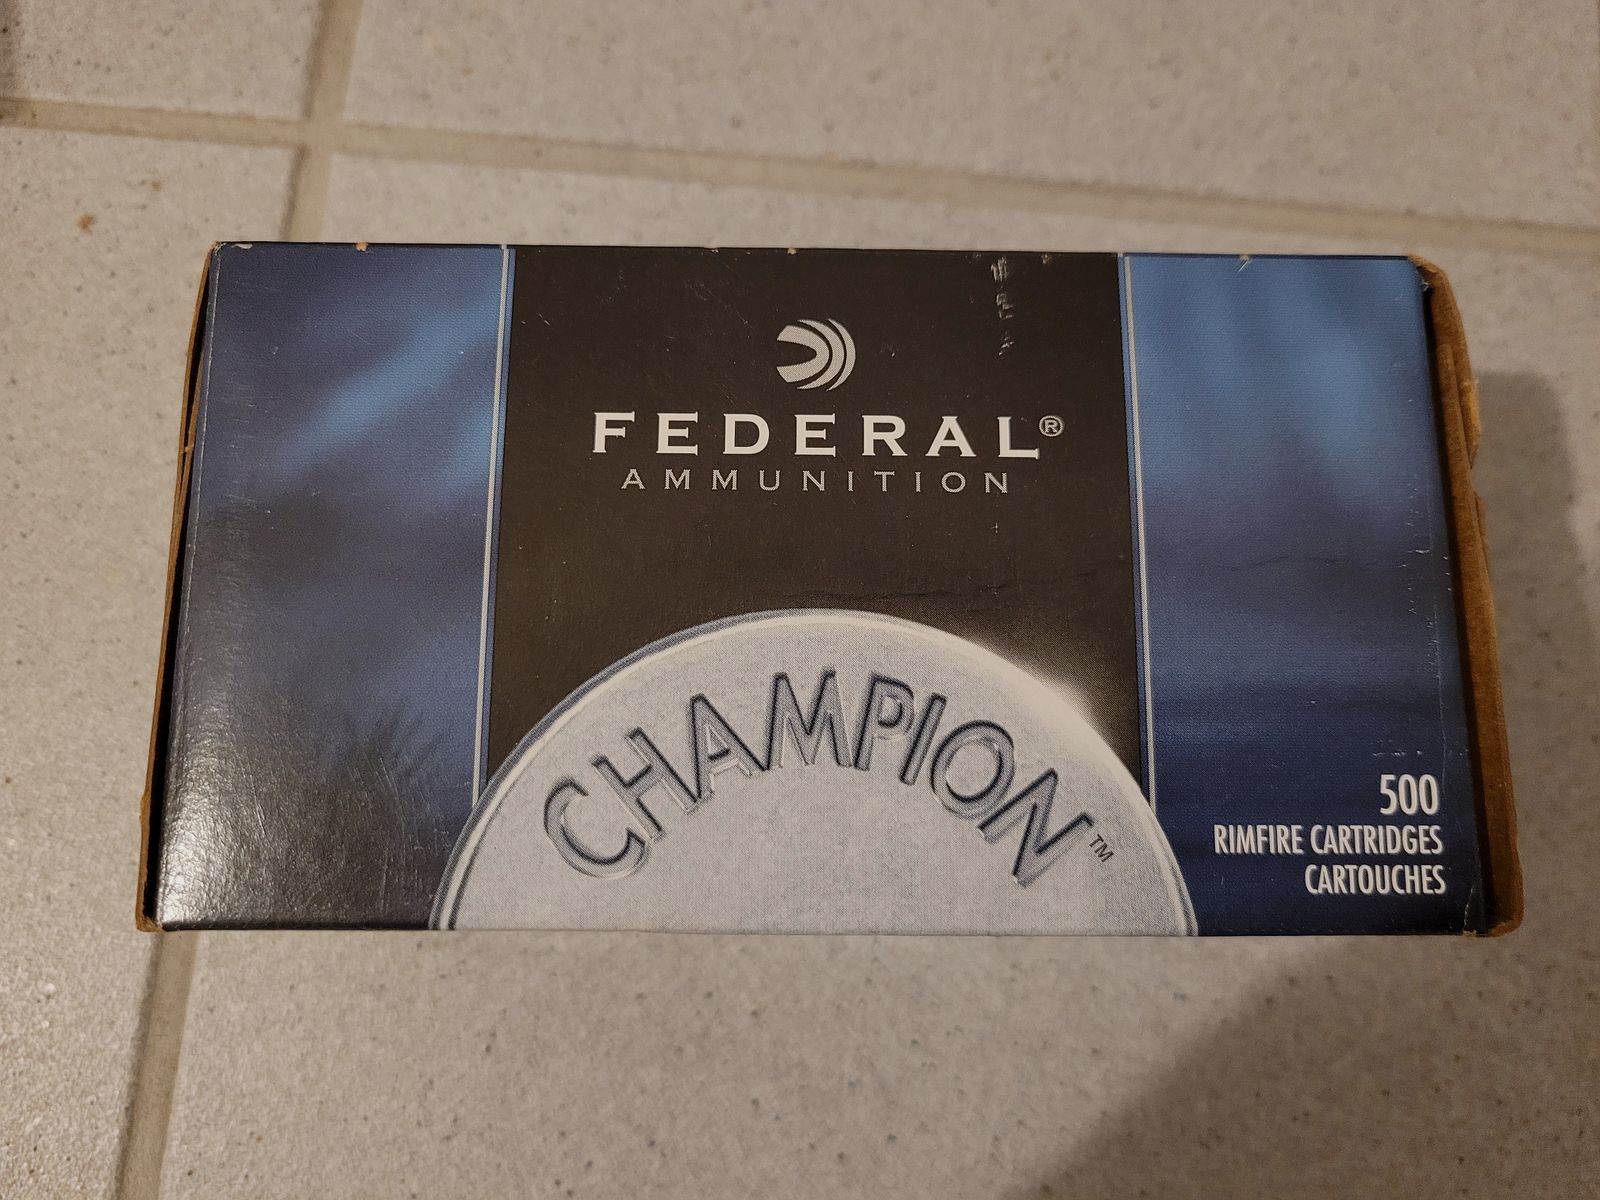 FEDERAL®
AMMUNITION
CHAMPION™
500
RIMFIRE CARTRIDGES
CARTOUCHES